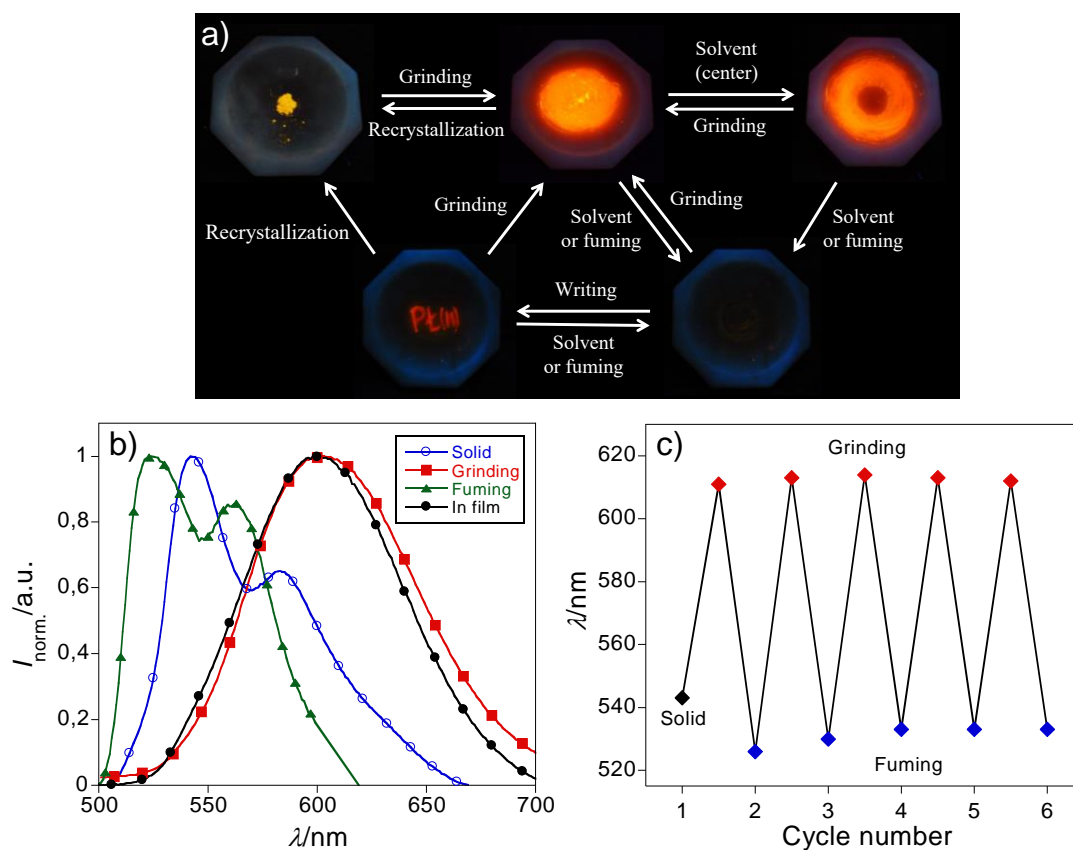 a)
Grinding
Recrystallization
Solvent
(center)
Grinding
Recrystallization
Grinding
Solvent
or fuming
Grinding
Solvent
or fuming
Pt(II)
Writing
Solvent
or fuming
b)
I norm./a.u.
1
0,8
0,6
0,4
0,2
0
500 550 600 650 700
λ/nm
Solid
Grinding
Fuming
In film
c)
λ/nm
620
600
580
560
540
520
Grinding
Solid
Fuming
1 2 3 4 5 6
Cycle number